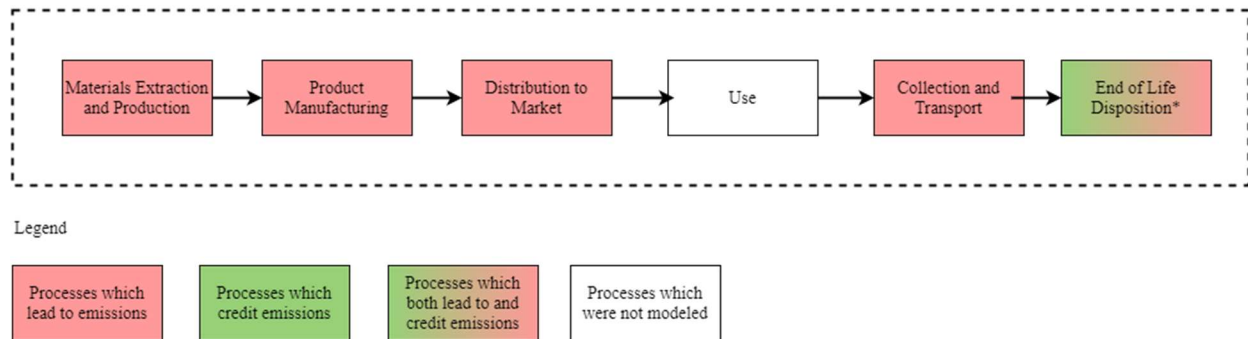 Materials Extraction
and Production
Product
Manufacturing
Distribution to
Market
Use
Collection and
Transport
End of Life
Disposition*
Legend
Processes which
lead to emissions
Processes which
credit emissions
Processes which
both lead to and
credit emissions
Processes which
were not modeled